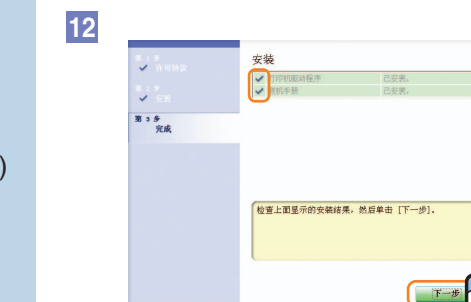 12
第 1 步
许可协议
第 2 步
安装
第 3 步
完成
安装
打印机驱动程序 已安装。
随机手册 已安装。
检查上面显示的安装结果，然后单击 [下一步]．
下一步
)